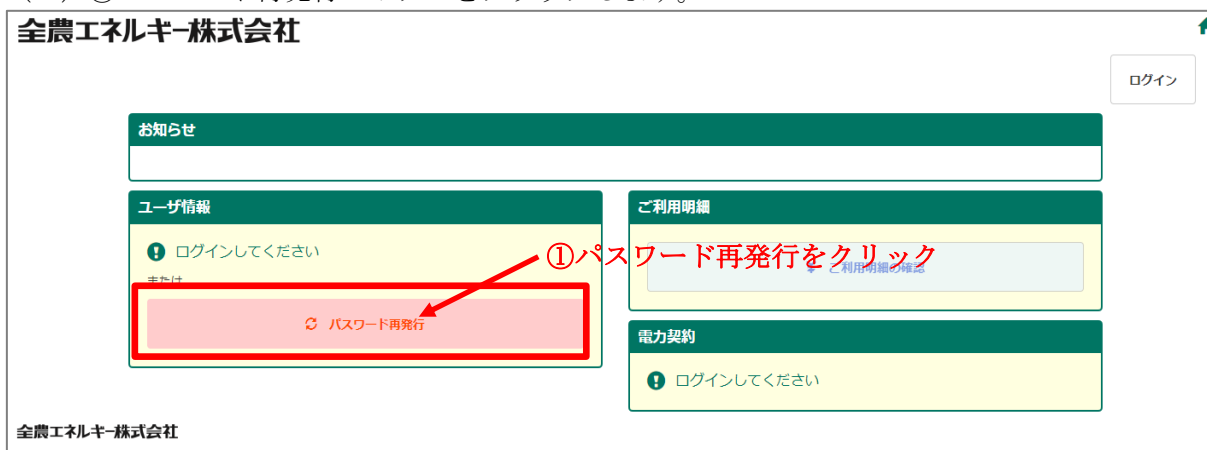 全農エネルギー株式会社
ログイン
お知らせ
ユーザ情報
ログインしてください
または
パスワード再発行
①パスワード再発行をクリック
ご利用明細
ご利用明細の確認
電力契約
ログインしてください
全農エネルギー株式会社